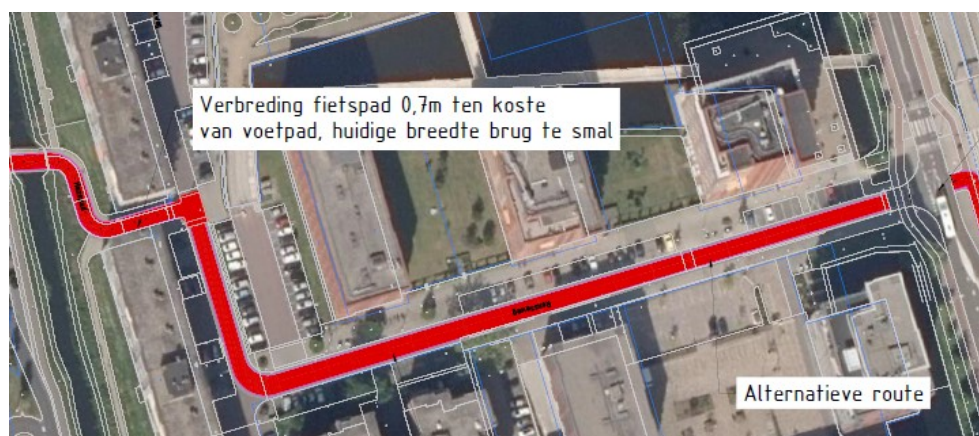 Verbreding fietspad 0,7m ten koste
van voetpad, huidige breedte brug te smal
Alternatieve route